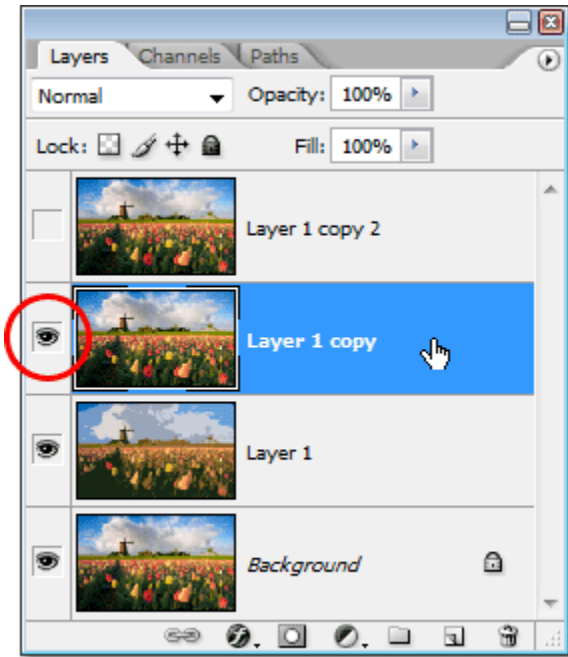 Layers Channels Paths
Normal Opacity: 100%
Lock: Fill: 100%
Layer 1 copy 2
Layer 1 copy
Layer 1
Background